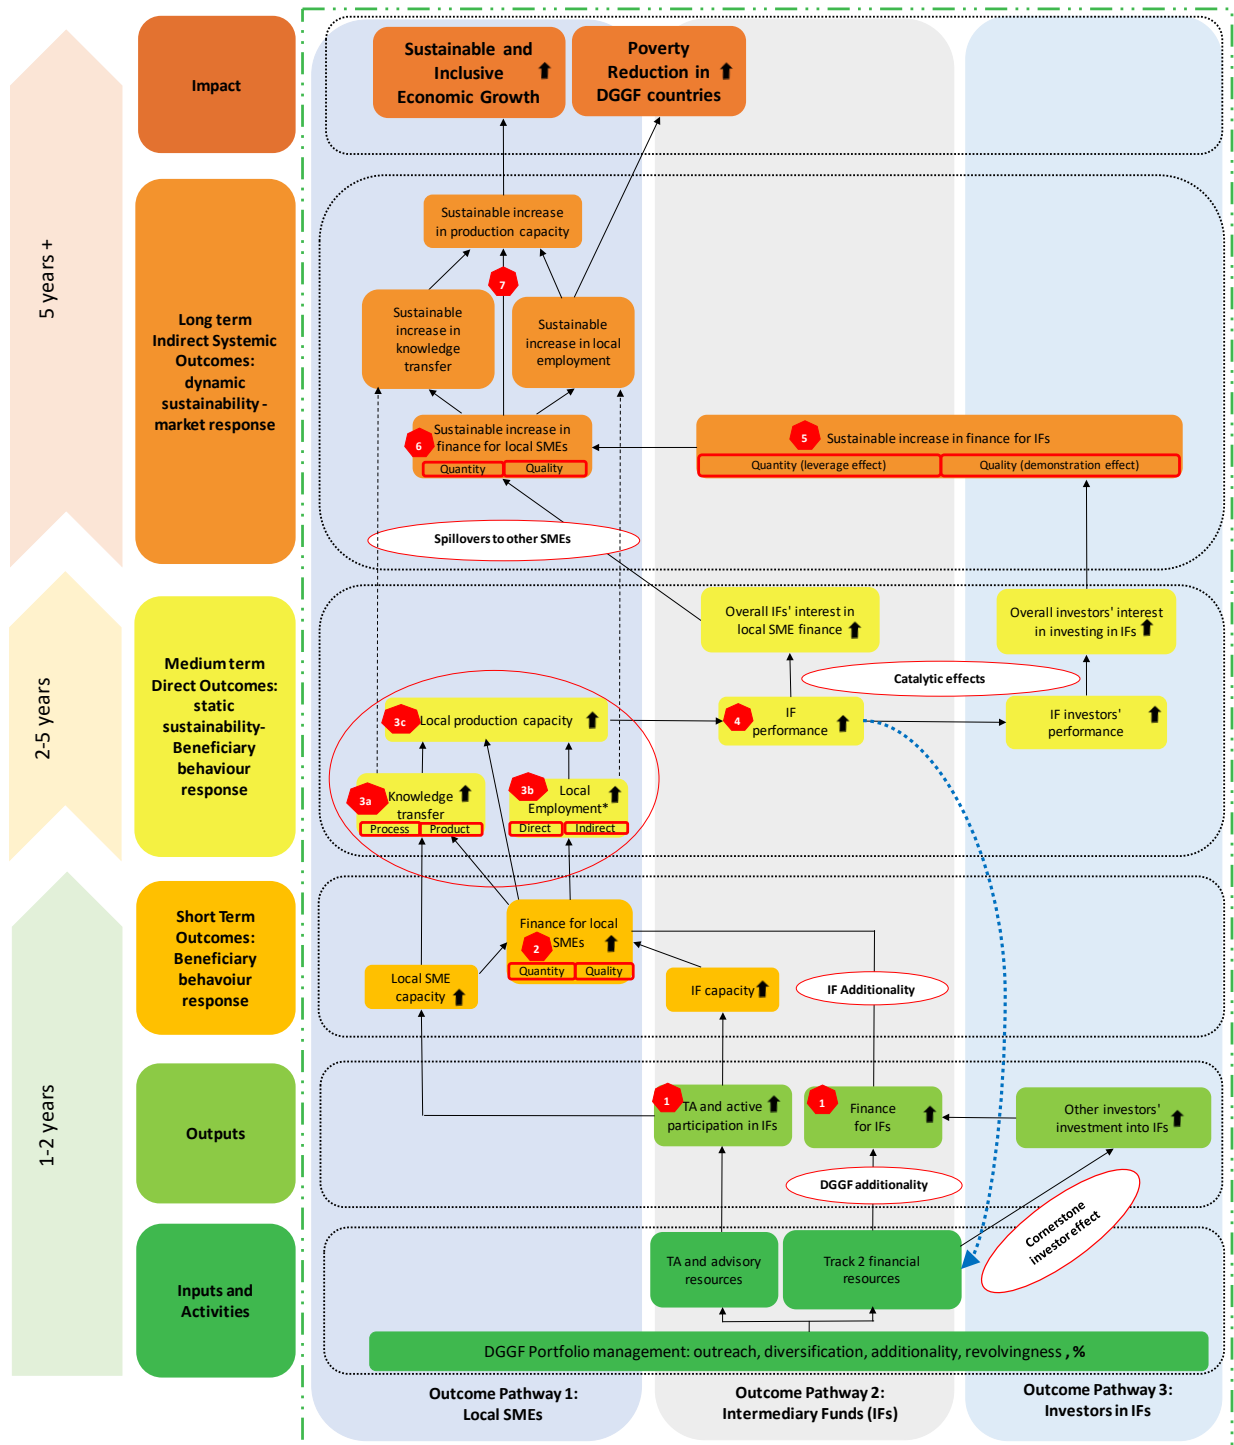 5 years +
2-5 years
1-2 years
Impact
Sustainable and
Inclusive
Economic Growth
Poverty
Reduction in
DGGF countries
Long term
Indirect Systemic
Outcomes:
dynamic
sustainability -
market response
Sustainable increase
in production capacity
7
Sustainable
increase in
knowledge
transfer
Sustainable
increase in local
employment
6
Sustainable increase in
finance for local SMEs
Quantity
Quality
5
Sustainable increase in finance for IFs
Quantity (leverage effect)
Quality (demonstration effect)
Spillovers to other SMEs
Medium term
Direct Outcomes:
static
sustainability-
Beneficiary
behaviour
response
Overall IFs' interest in
local SME finance
Overall investors' interest
in investing in IFs
Catalytic effects
3c
Local production capacity
4
IF
performance
IF investors'
performance
3a
Knowledge
transfer
Process
Product
3b
Local
Employment*
Direct
Indirect
Short Term
Outcomes:
Beneficiary
behavoiur
response
Finance for local
SMEs
2
Quantity
Quality
Local SME
capacity
IF capacity
IF Additionality
Outputs
1
TA and active
participation in IFs
1
Finance
for IFs
Other investors'
investment into IFs
DGGF additionality
Cornerstone
investor effect
Inputs and
Activities
TA and advisory
resources
Track 2 financial
resources
DGGF Portfolio management: outreach, diversification, additionality, revolvingness , %
Outcome Pathway 1:
Local SMEs
Outcome Pathway 2:
Intermediary Funds (IFs)
Outcome Pathway 3:
Investors in IFs